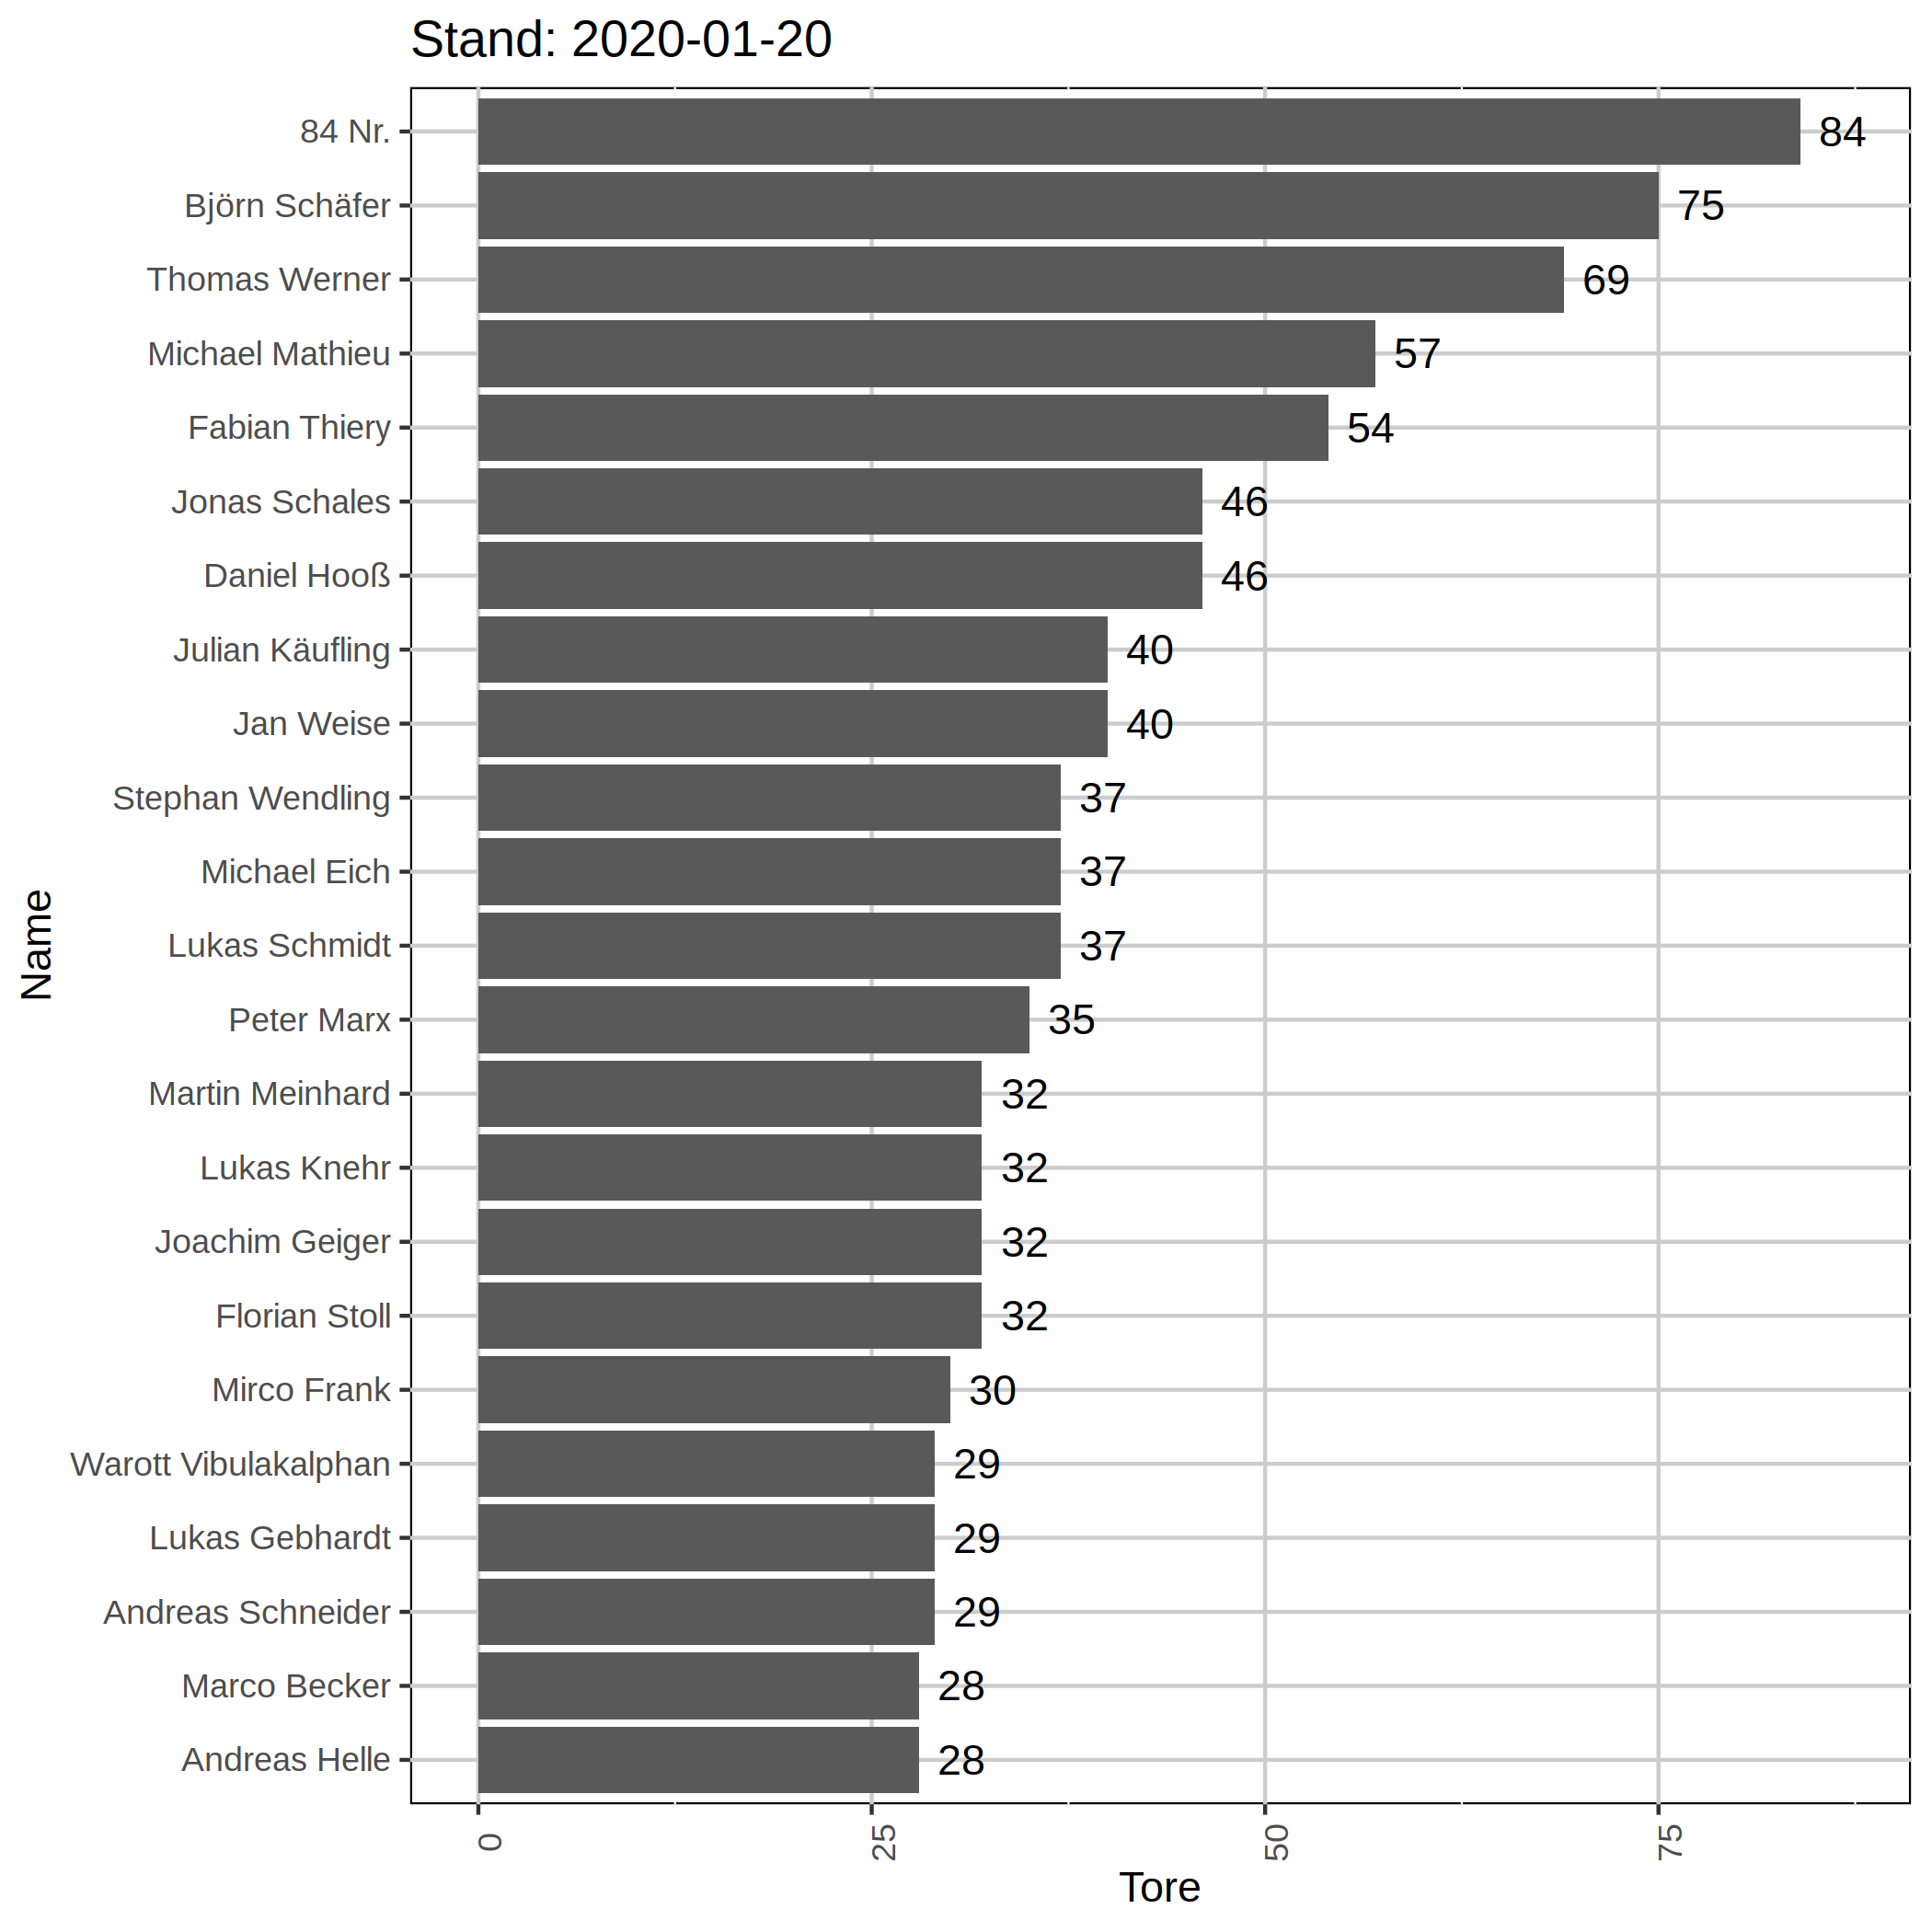 Stand: 2020-01-20
84 Nr. 84
Björn Schäfer 75
Thomas Werner 69
Michael Mathieu 57
Fabian Thiery 54
Jonas Schales 46
Daniel Hooß 46
Julian Käufling 40
Jan Weise 40
Stephan Wendling 37
Michael Eich 37
Lukas Schmidt 37
Peter Marx 35
Martin Meinhard 32
Lukas Knehr 32
Joachim Geiger 32
Florian Stoll 32
Mirco Frank 30
Warott Vibulakalphan 29
Lukas Gebhardt 29
Andreas Schneider 29
Marco Becker 28
Andreas Helle 28
Name
0 25 50 75
Tore